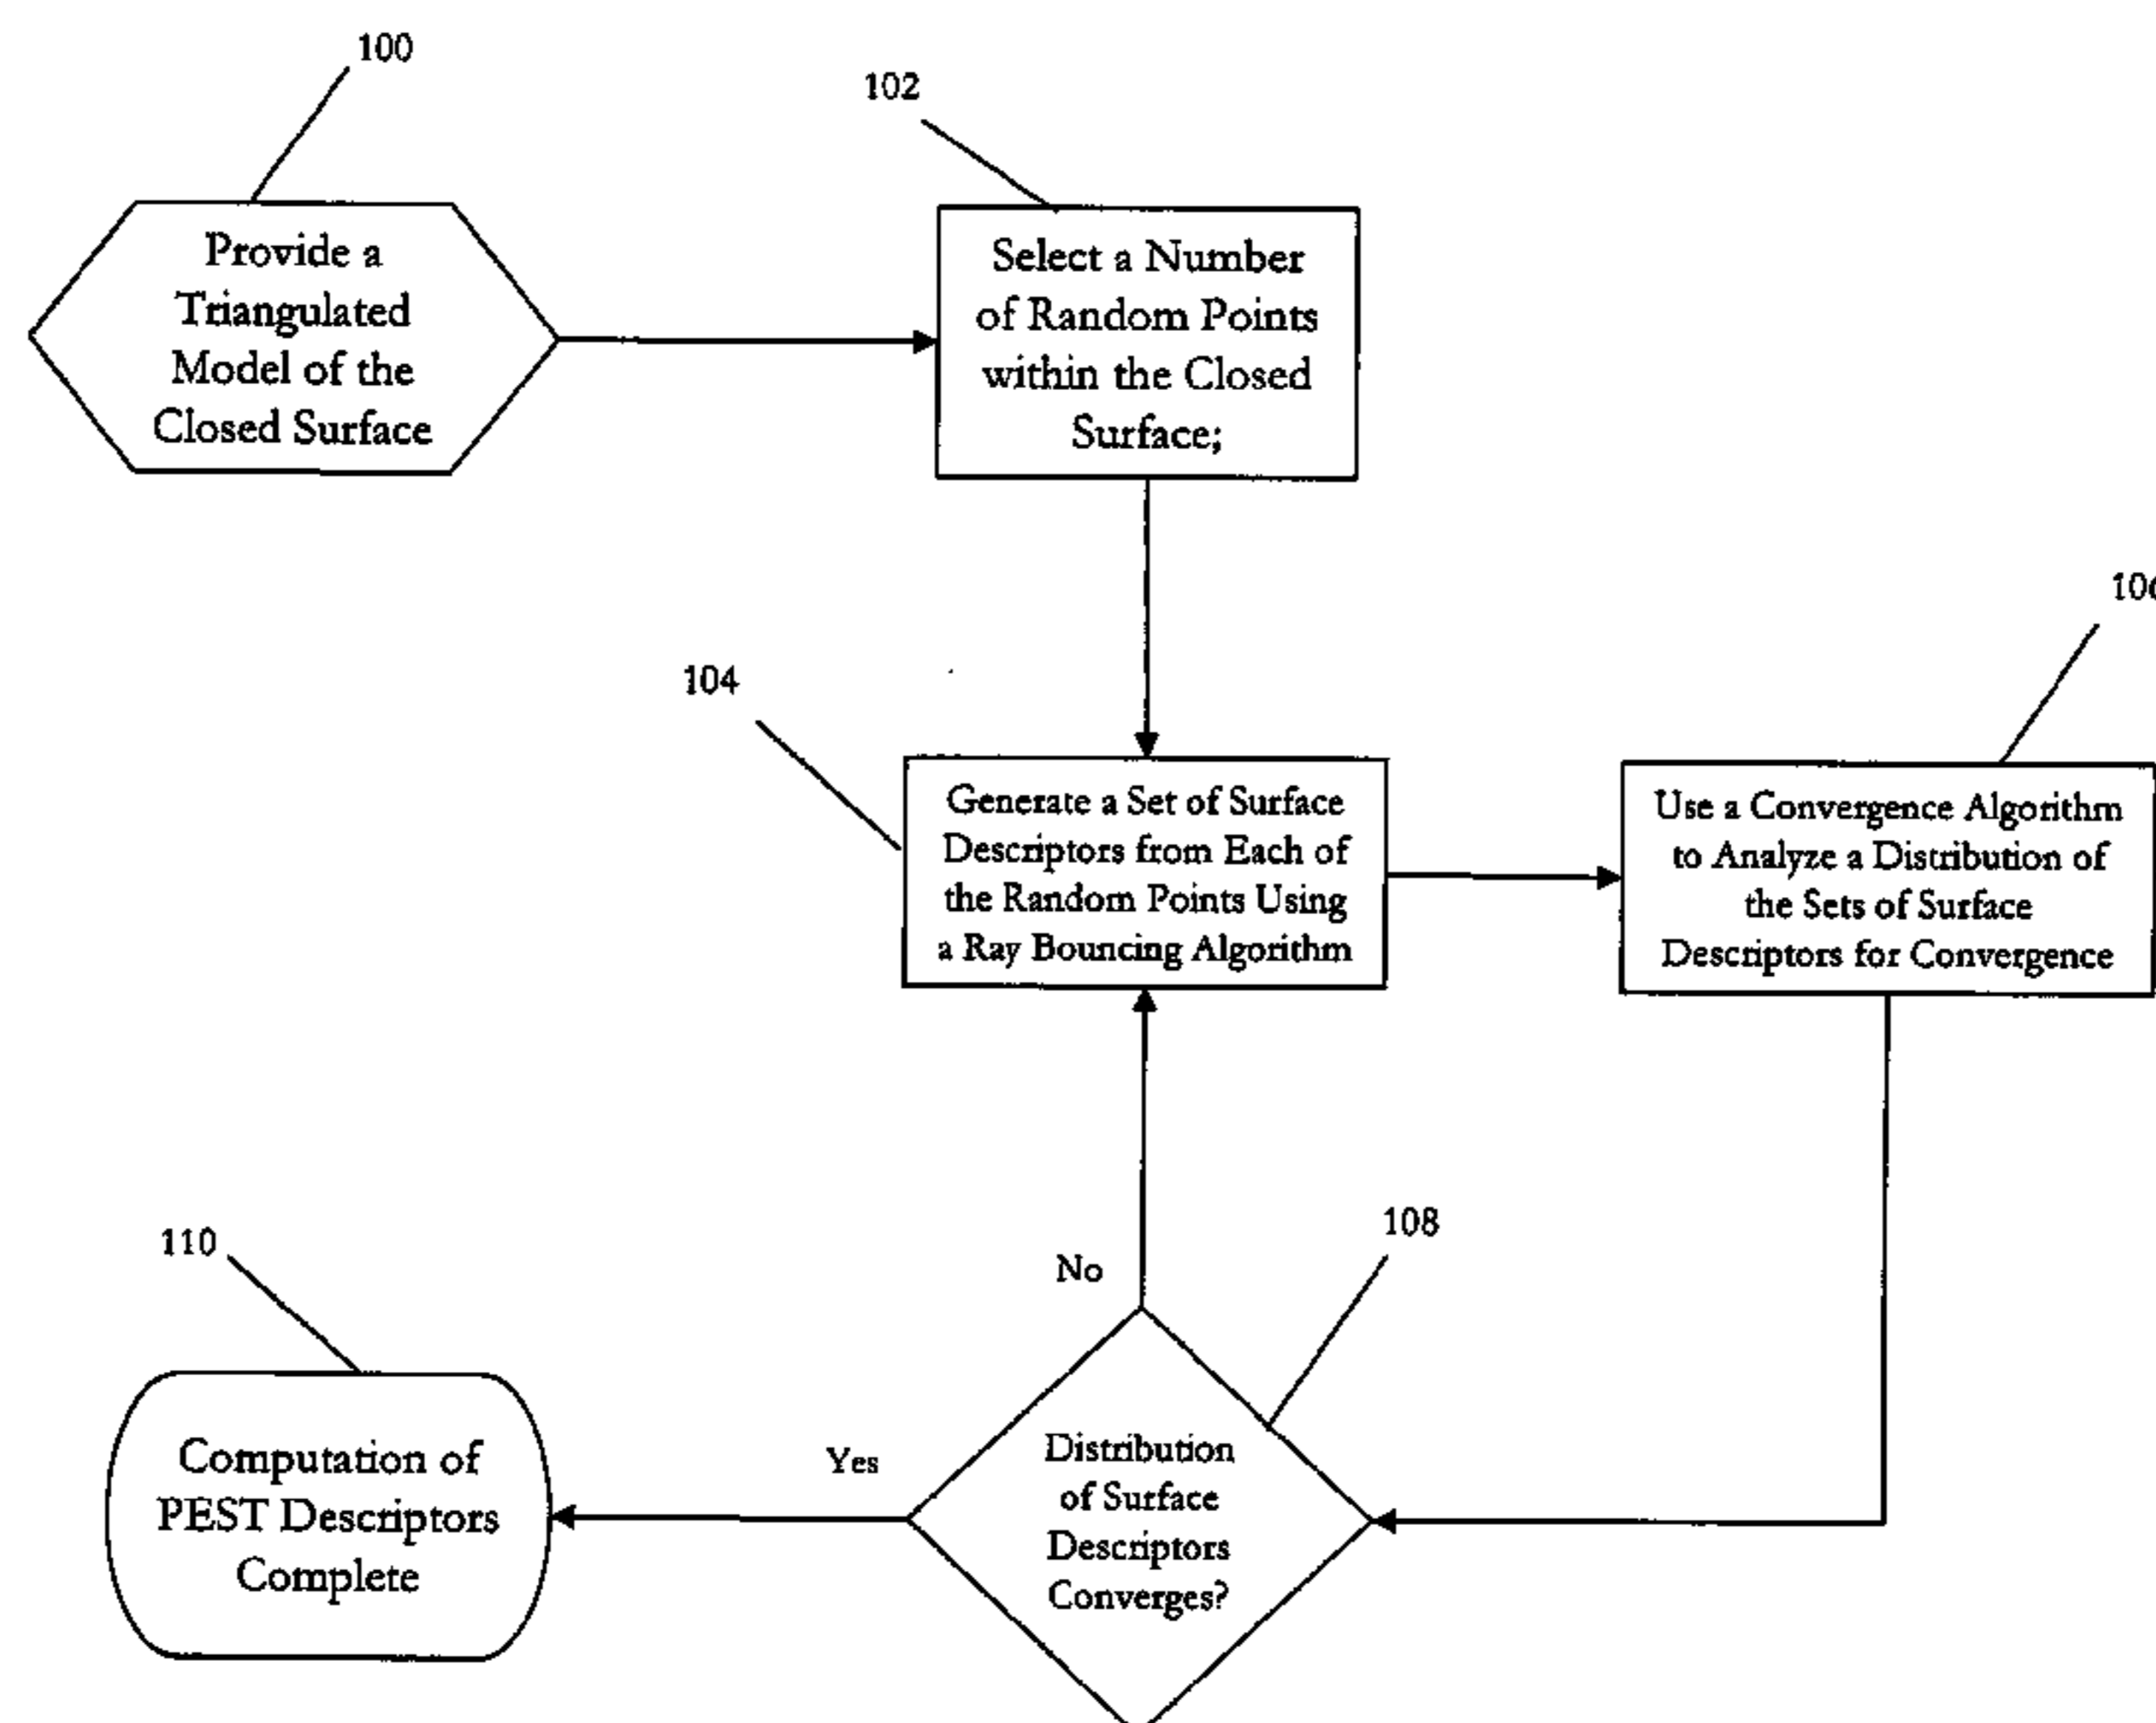 100
102
Provide a
Triangulated
Model of the
Closed Surface
Select a Number
of Random Points
within the Closed
Surface;
104
Generate a Set of Surface
Descriptors from Each of
the Random Points Using
a Ray Bouncing Algorithm
Use a Convergence Algorithm
to Analyze a Distribution of
the Sets of Surface
Descriptors for Convergence
110
No
108
Yes
Computation of
PEST Descriptors
Complete
Distribution
of Surface
Descriptors
Converges?